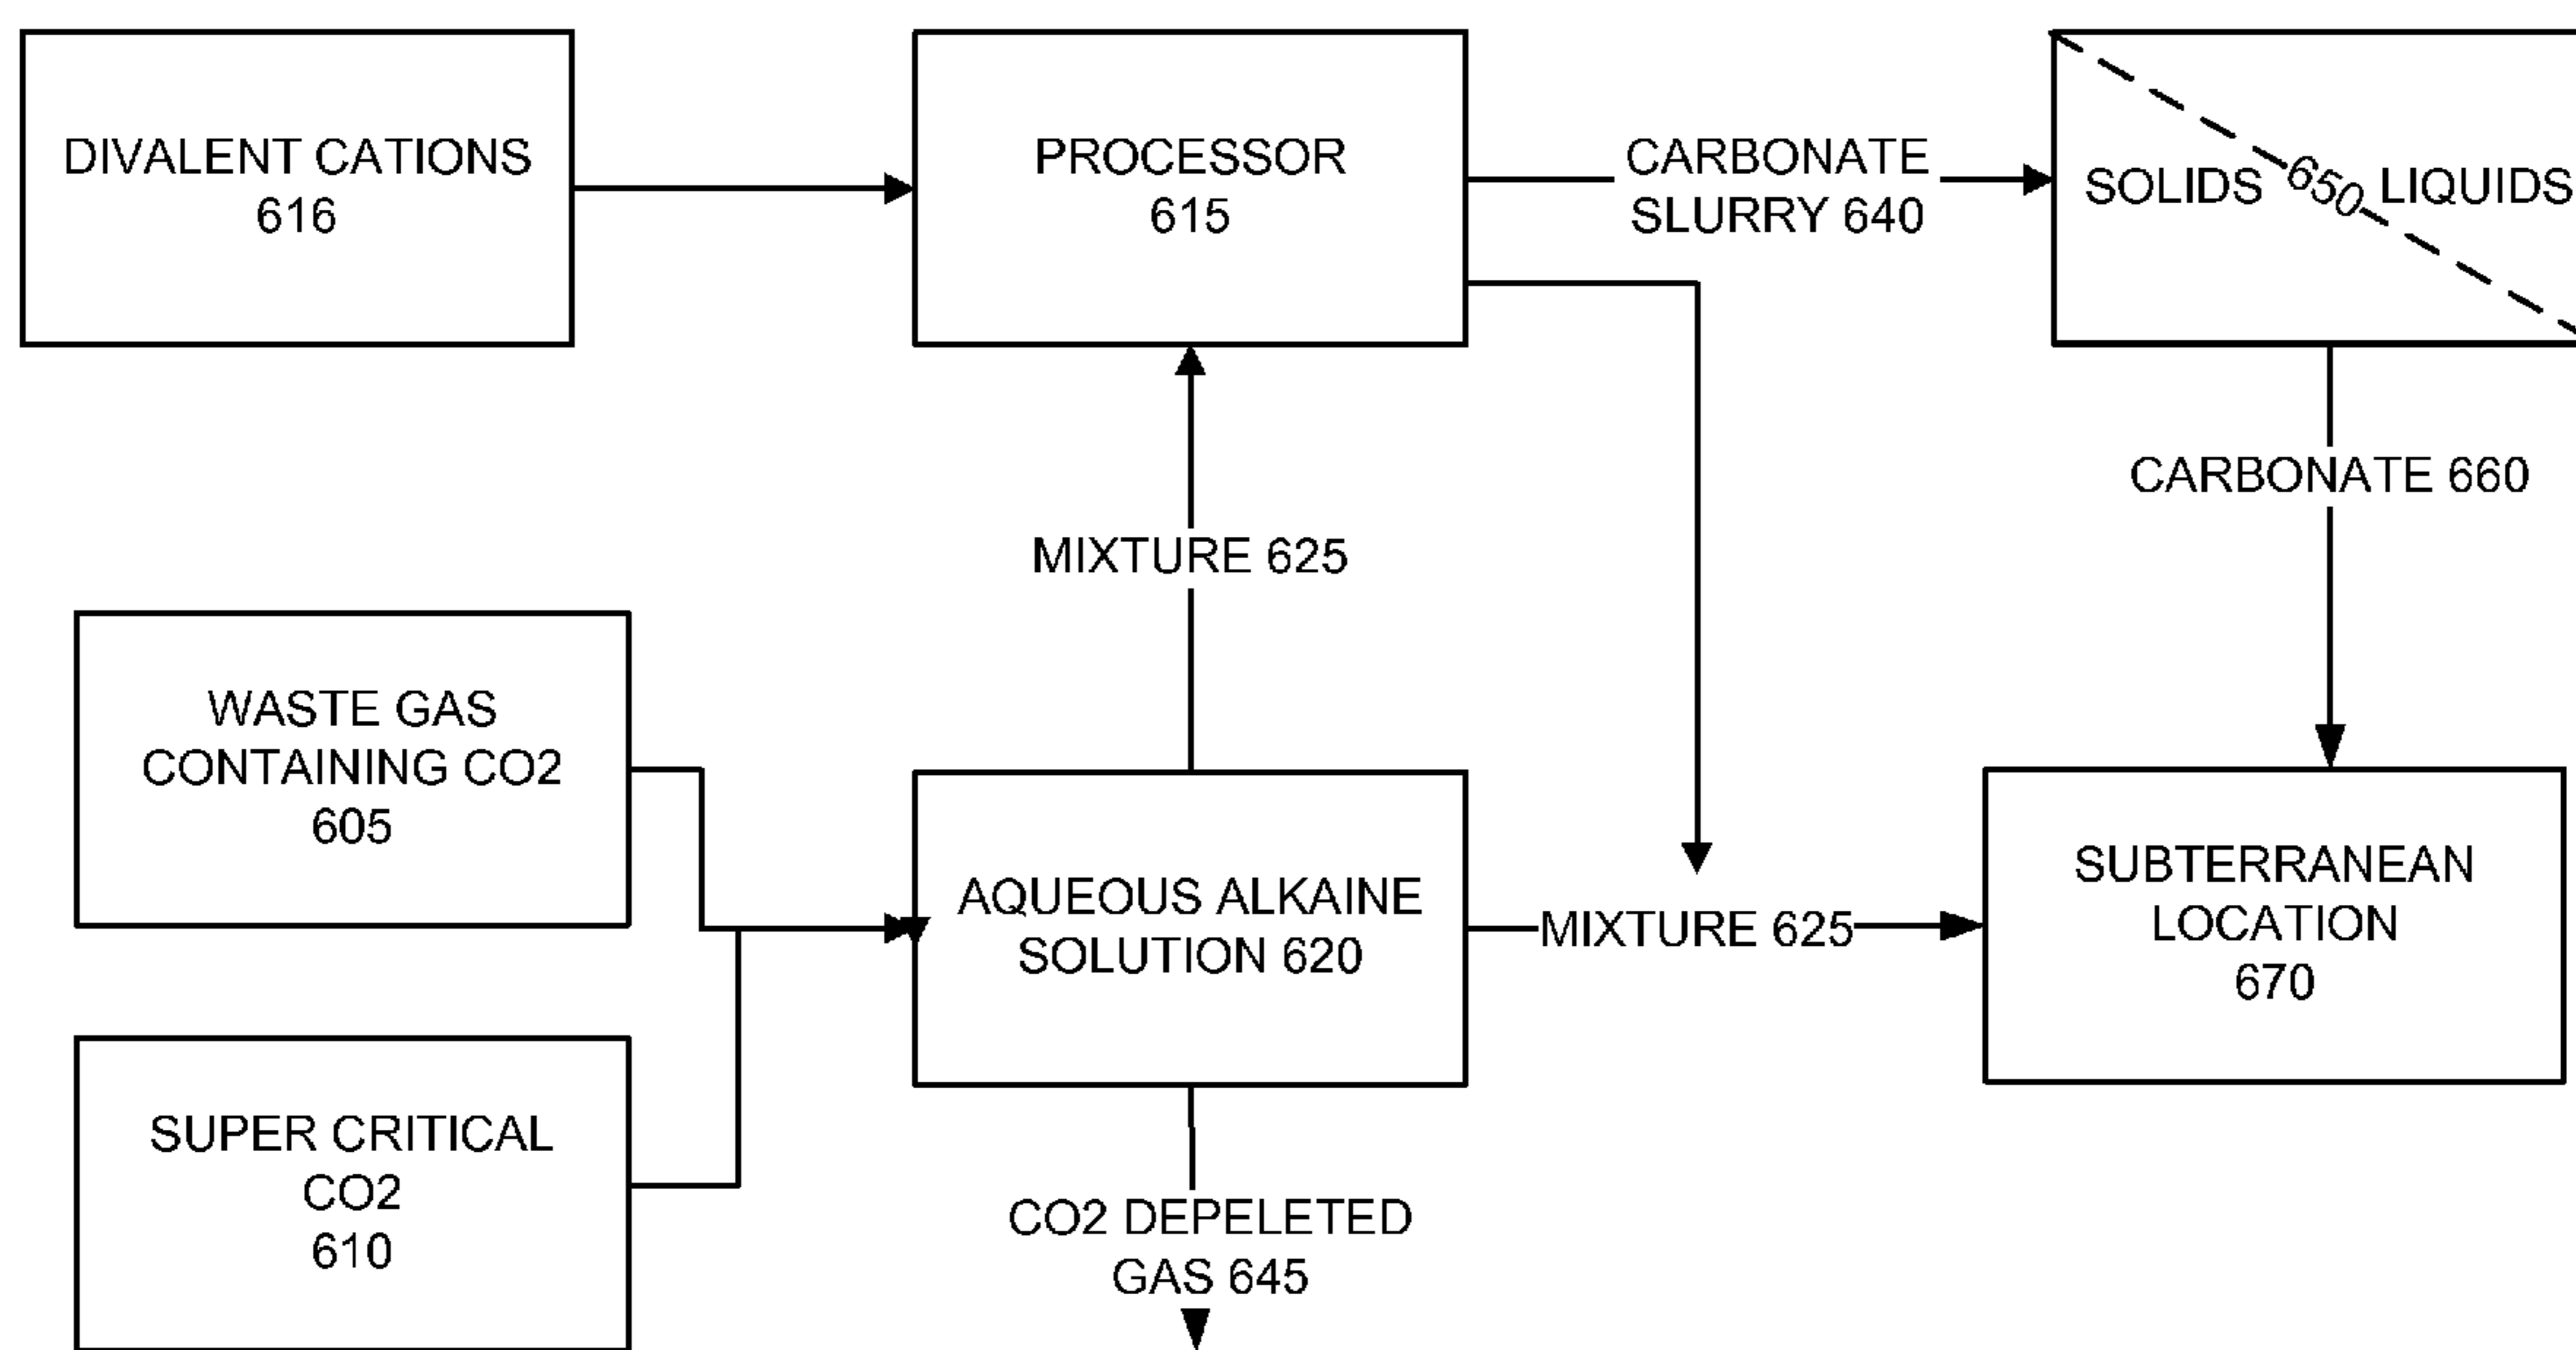 DIVALENT CATIONS
616
PROCESSOR
615
CARBONATE
SLURRY 640
SOLIDS 650 LIQUIDS
CARBONATE 660
MIXTURE 625
WASTE GAS
CONTAINING CO2
605
AQUEOUS ALKAINE
SOLUTION 620
MIXTURE 625
SUBTERRANEAN
LOCATION
670
SUPER CRITICAL
CO2
610
CO2 DEPELETED
GAS 645